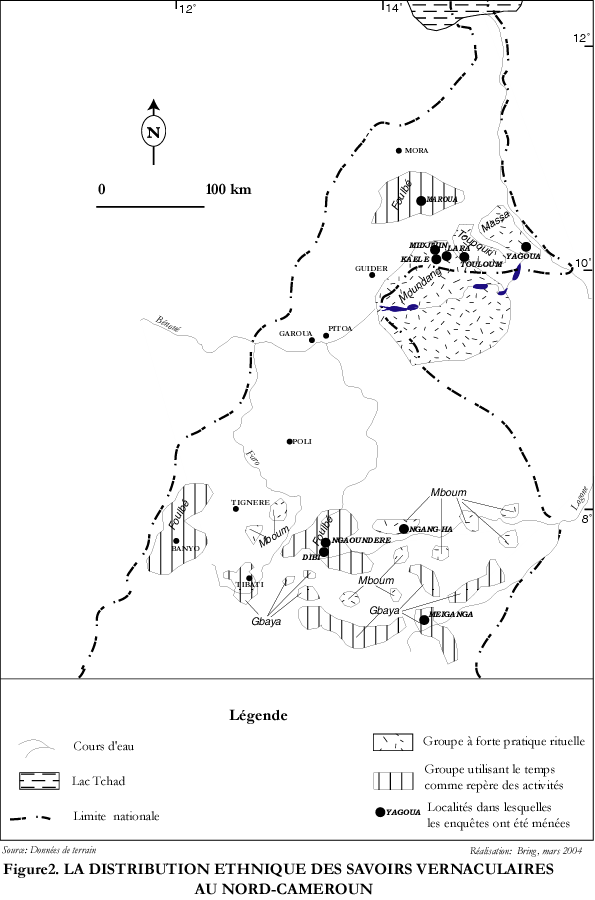 12°
14°
12°
N
MORA
0
100 km
Foulbé
MAROUA
Massa
Toupouri
MIDJIUIN
LARA
KAELE
TOULOUM
YAGOUA
10°
GUIDER
Moundang
Bénoué
PITOA
GAROUA
POLI
Faro
Logone
Mboum
TIGNERE
Foulbé
8°
Foulbé
Mboum
NGANG-HA
NGAOUNDERE
BANYO
DIBI
TIBATI
Mboum
Gbaya
Gbaya
MEIGANGA
Légende
Cours d'eau
Groupe à forte pratique rituelle
Lac Tchad
Groupe utilisant le temps
comme repère des activités
Limite nationale
YAGOUA
Localités dans lesquelles
les enquêtes ont été ménées
Source: Données de terrain
Réalisation: Bring, mars 2004
Figure2. LA DISTRIBUTION ETHNIQUE DES SAVOIRS VERNACULAIRES
AU NORD-CAMEROUN